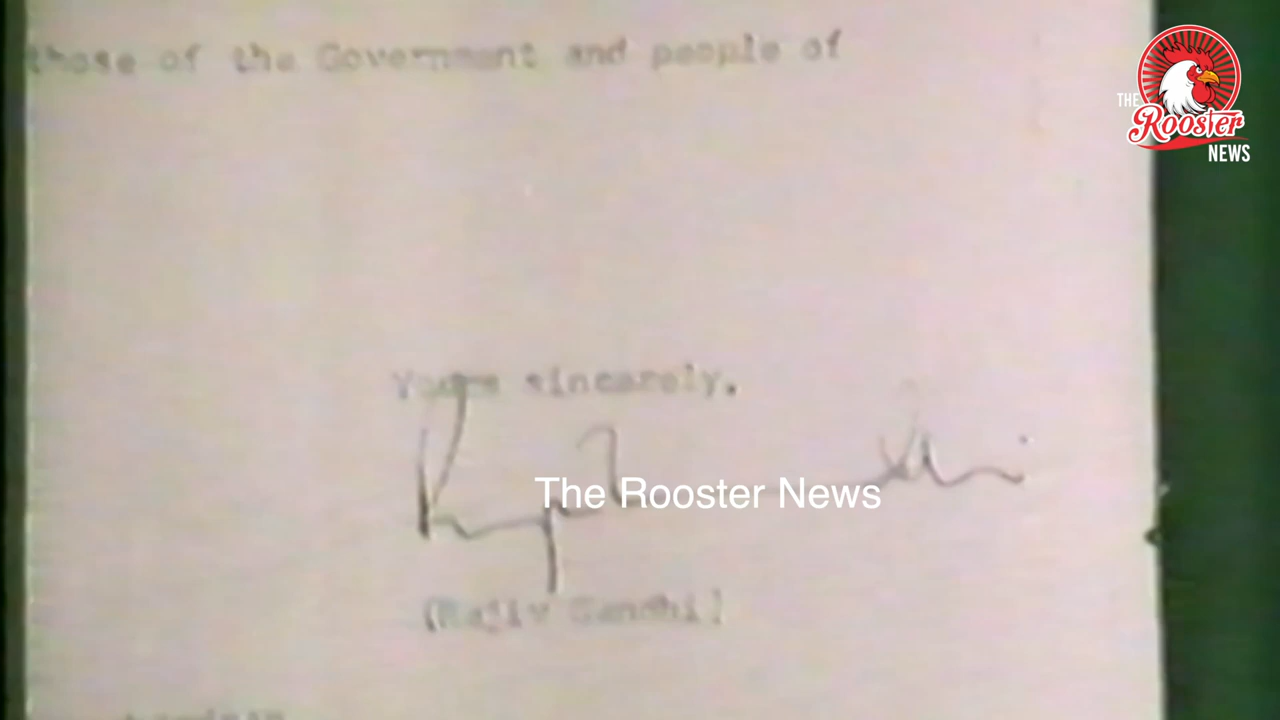 those of the Government and people of
THE
Rooster
NEWS
Yours sincerely,
The Rooster News
(Rajiv Gandhi)